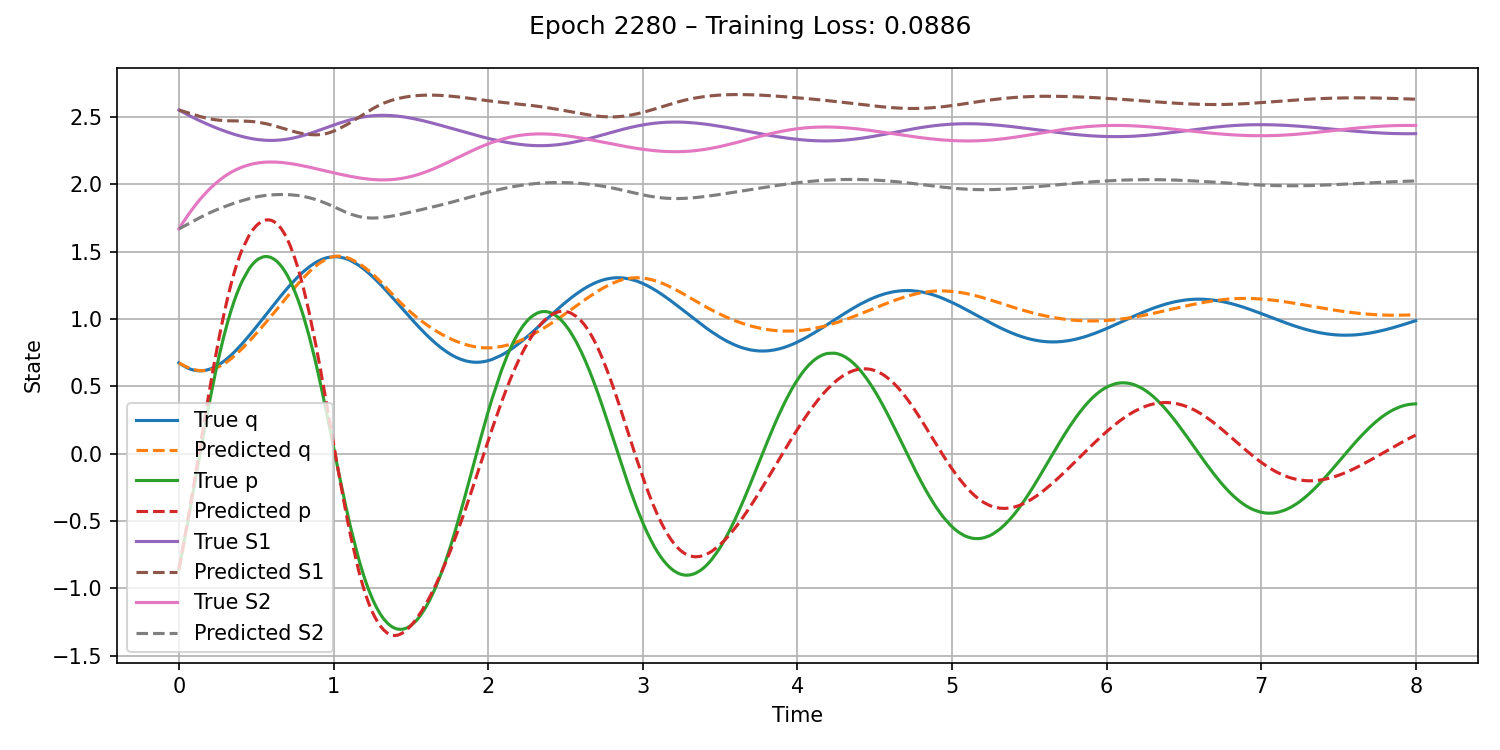 Epoch 2280 – Training Loss: 0.0886
State
2.5
2.0
1.5
1.0
0.5
0.0
−0.5
−1.0
−1.5
True q
Predicted q
True p
Predicted p
True S1
Predicted S1
True S2
Predicted S2
0 1 2 3 4 5 6 7 8
Time